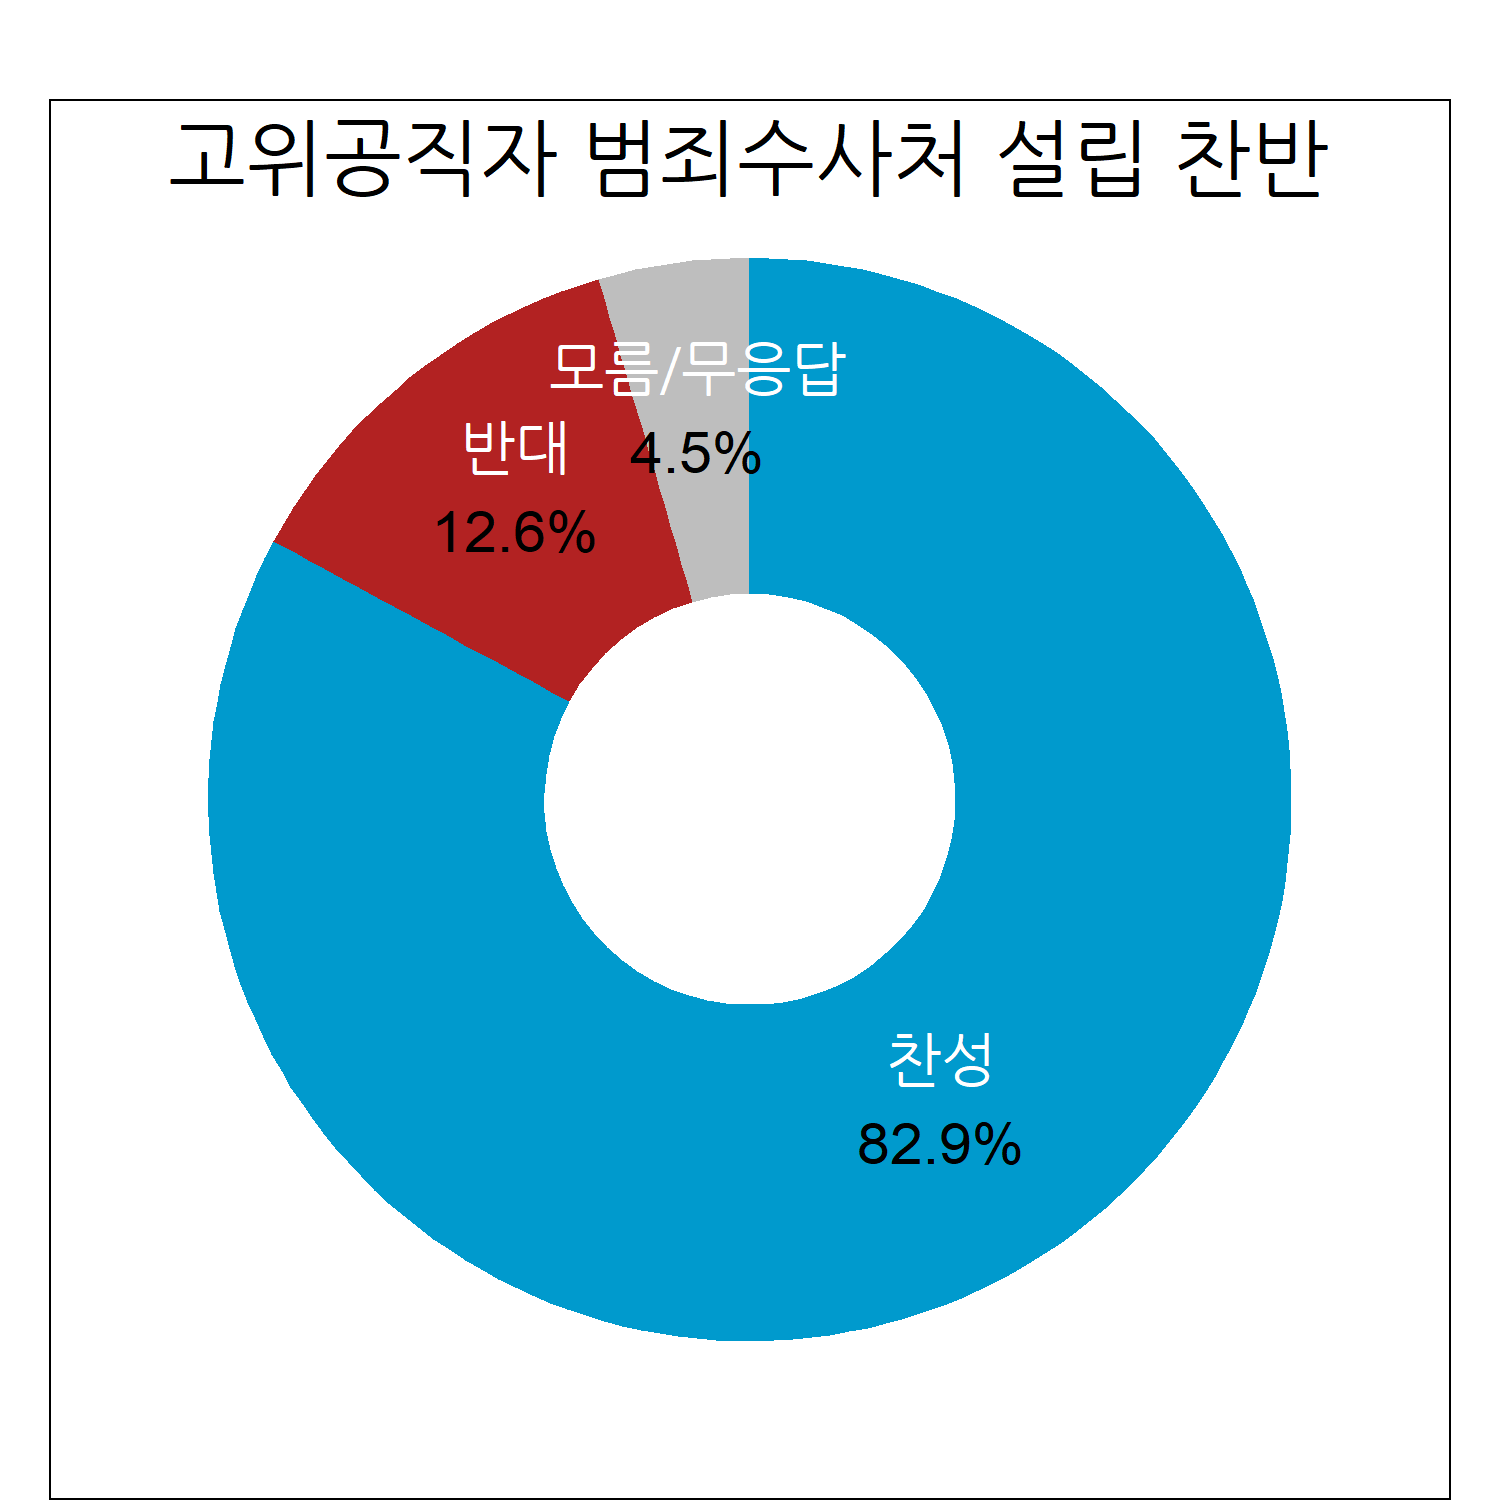 고위공직자 범죄수사처 설립 찬반
모름/무응답
4.5%
반대
12.6%
찬성
82.9%